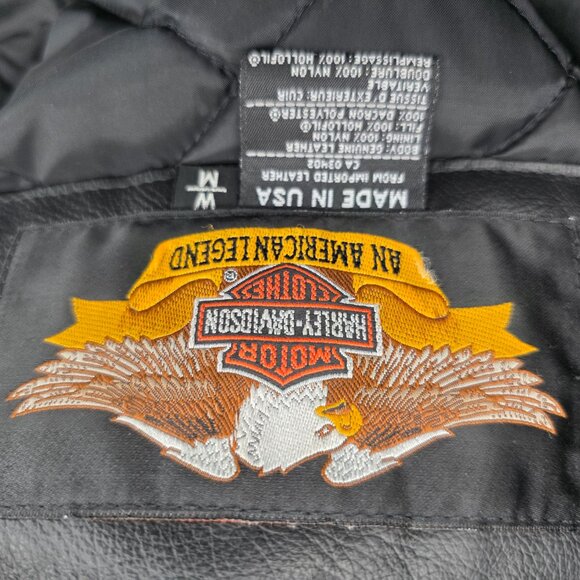 MOTOR
HARLEY-DAVIDSON
CLOTHES
®
AN AMERICAN LEGEND
W
M
MADE IN USA
FROM IMPORTED LEATHER
CA 03402
BODY: GENUINE LEATHER
LINING: 100% NYLON
FILL: 100% HOLLOFIL®
100% DACRON POLYESTER®
TISSUE D'EXTERIEUR: CUIR
VERITABLE
DOUBLURE: 100% NYLON
REMPLISSAGE: 100% HOLLOFIL®